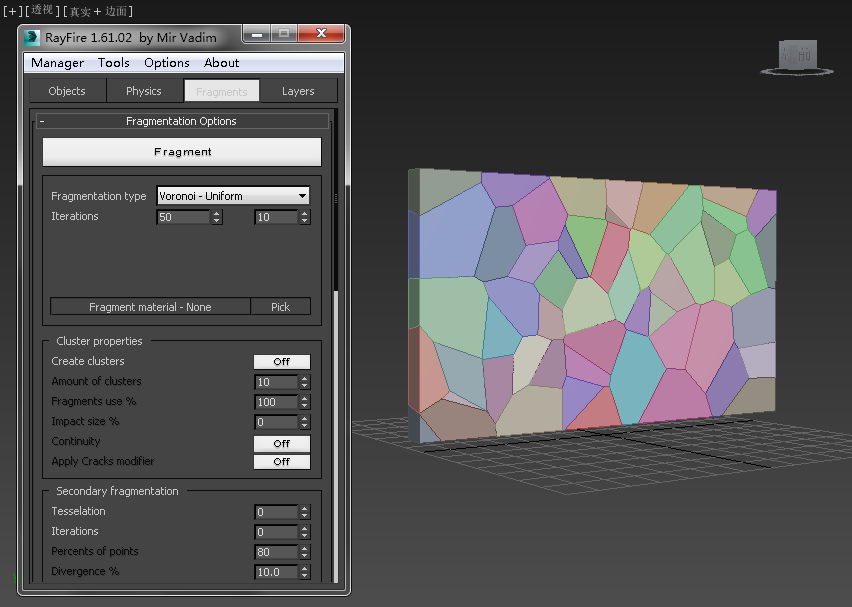 [+][透视][真实 + 边面]
RayFire 1.61.02 by Mir Vadim
Manager Tools Options About
Objects Physics Fragments Layers
- Fragmentation Options
Fragment
Fragmentation type Voronoi - Uniform
Iterations 50 10
Fragment material - None Pick
Cluster properties
Create clusters Off
Amount of clusters 10
Fragments use % 100
Impact size % 0
Continuity Off
Apply Cracks modifier Off
Secondary fragmentation
Tesselation 0
Iterations 0
Percents of points 80
Divergence % 10.0